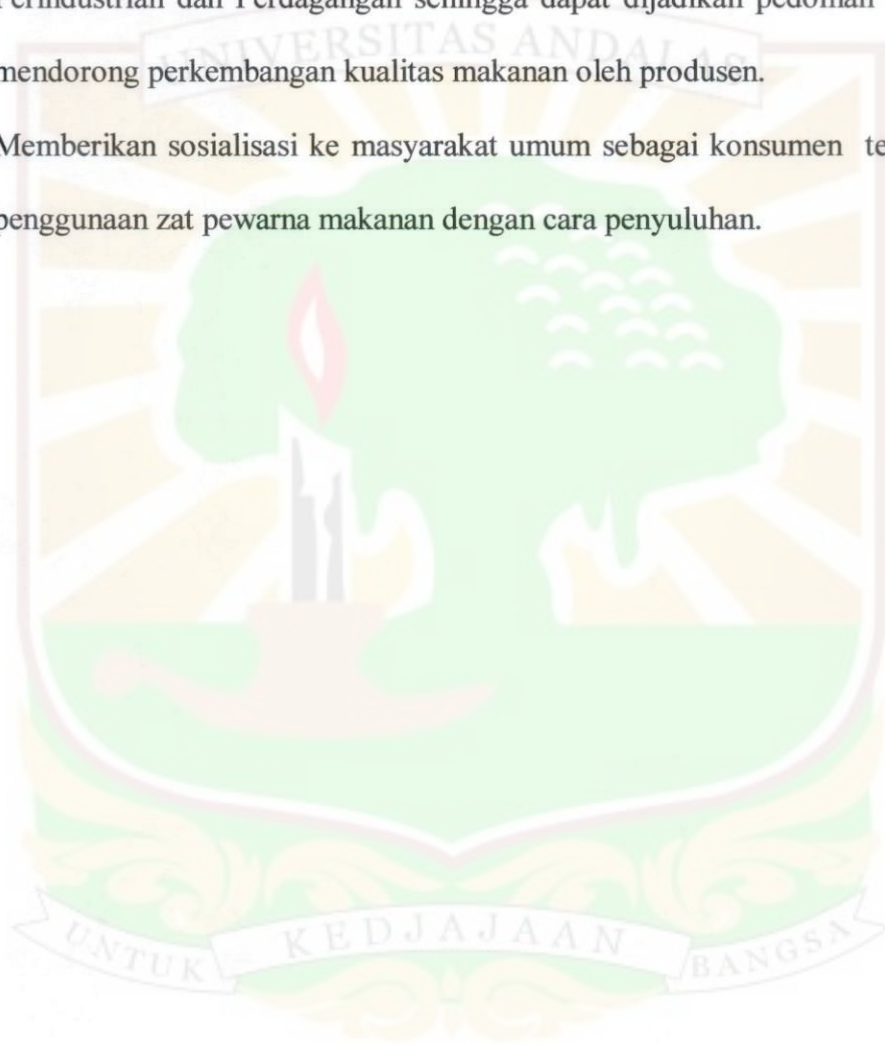 Perindustrian dan Perdagangan sehingga dapat dijadikan pedoman
UNIVERSITAS ANDALAS
mendorong perkembangan kualitas makanan oleh produsen.
Memberikan sosialisasi ke masyarakat umum sebagai konsumen te
penggunaan zat pewarna makanan dengan cara penyuluhan.
UNTUK KEDJAJAAN BANGSA